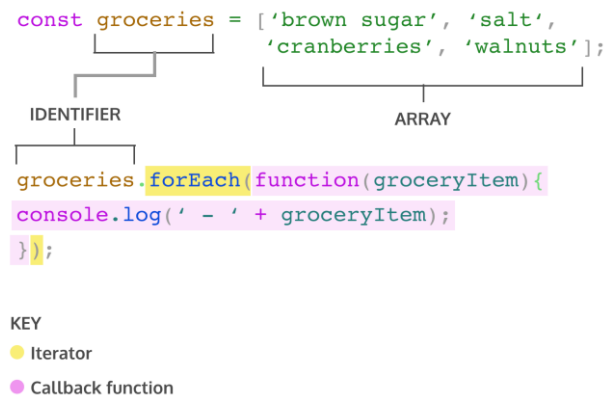 const groceries = [‘brown sugar’, ‘salt‘,
‘cranberries’, ‘walnuts’];
IDENTIFIER
ARRAY
groceries.forEach(function(groceryItem){
console.log(‘ - ‘ + groceryItem);
});
KEY
Iterator
Callback function